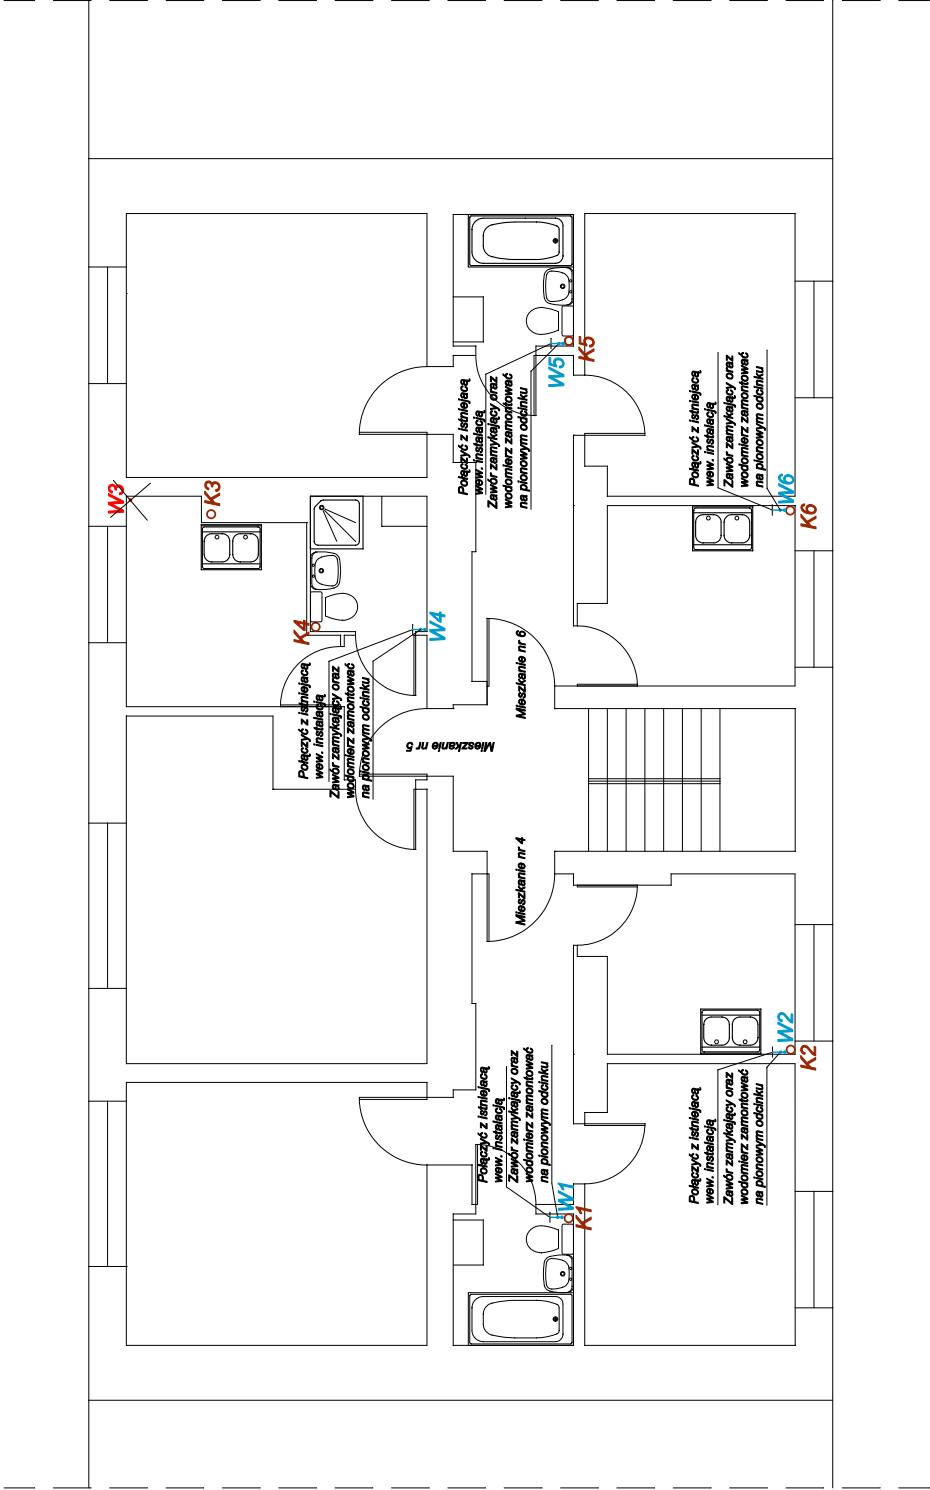 W3
K3
K4
W4
Połączyć z istniejącą
wew. instalacją
Zawór zamykający oraz
wodomierz zamontować
na pionowym odcinku
Połączyć z istniejącą
wew. instalacją
Zawór zamykający oraz
wodomierz zamontować
na pionowym odcinku
W5
K5
Połączyć z istniejącą
wew. instalacją
Zawór zamykający oraz
wodomierz zamontować
na pionowym odcinku
W6
K6
Mieszkanie nr 6
Mieszkanie nr 5
Mieszkanie nr 4
Połączyć z istniejącą
wew. instalacją
Zawór zamykający oraz
wodomierz zamontować
na pionowym odcinku
W1
K1
Połączyć z istniejącą
wew. instalacją
Zawór zamykający oraz
wodomierz zamontować
na pionowym odcinku
W2
K2